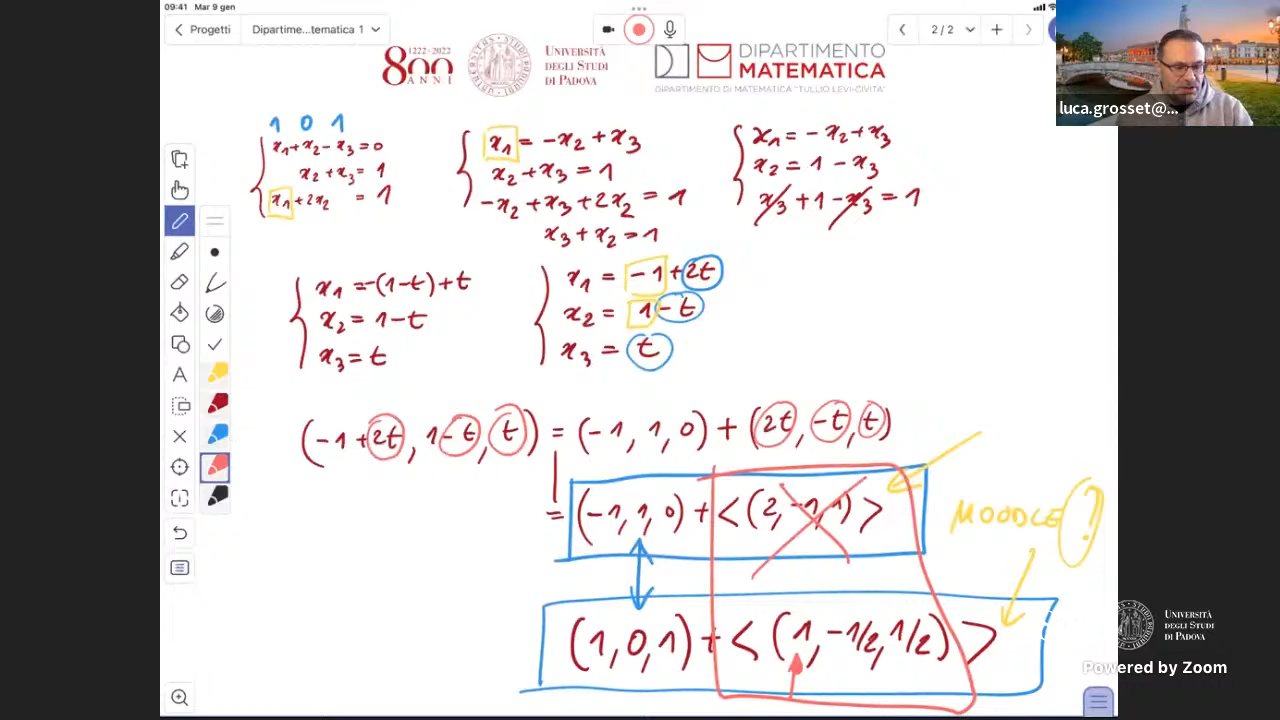 09:41 Mar 9 gen
Progetti
Dipartime...tematica 1
2 / 2
luca.grosset@...
1222-2022
800
ANNI
UNIVERSITÀ
DEGLI STUDI
DI PADOVA
DIPARTIMENTO
MATEMATICA
DIPARTIMENTO DI MATEMATICA "TULLIO LEVI-CIVITA"
1 0 1
x₁+x₂-x₃=0
x₂+x₃=1
x₁+2x₂ =1
x₁=-x₂+x₃
x₂+x₃=1
-x₂+x₃+2x₂=1
x₃+x₂=1
x₁=-x₂+x₃
x₂=1-x₃
x₃+1-x₃=1
x₁=-(1-t)+t
x₂=1-t
x₃=t
x₁=-1+2t
x₂=1-t
x₃=t
(-1+2t, 1-t, t) = (-1, 1, 0) + (2t, -t, t)
= (-1, 1, 0) + <(2, -1, 1)>
MOODLE ?
(1, 0, 1) + <(1, -1/2, 1/2)>
A
UNIVERSITÀ
DEGLI STUDI
DI PADOVA
Powered by Zoom